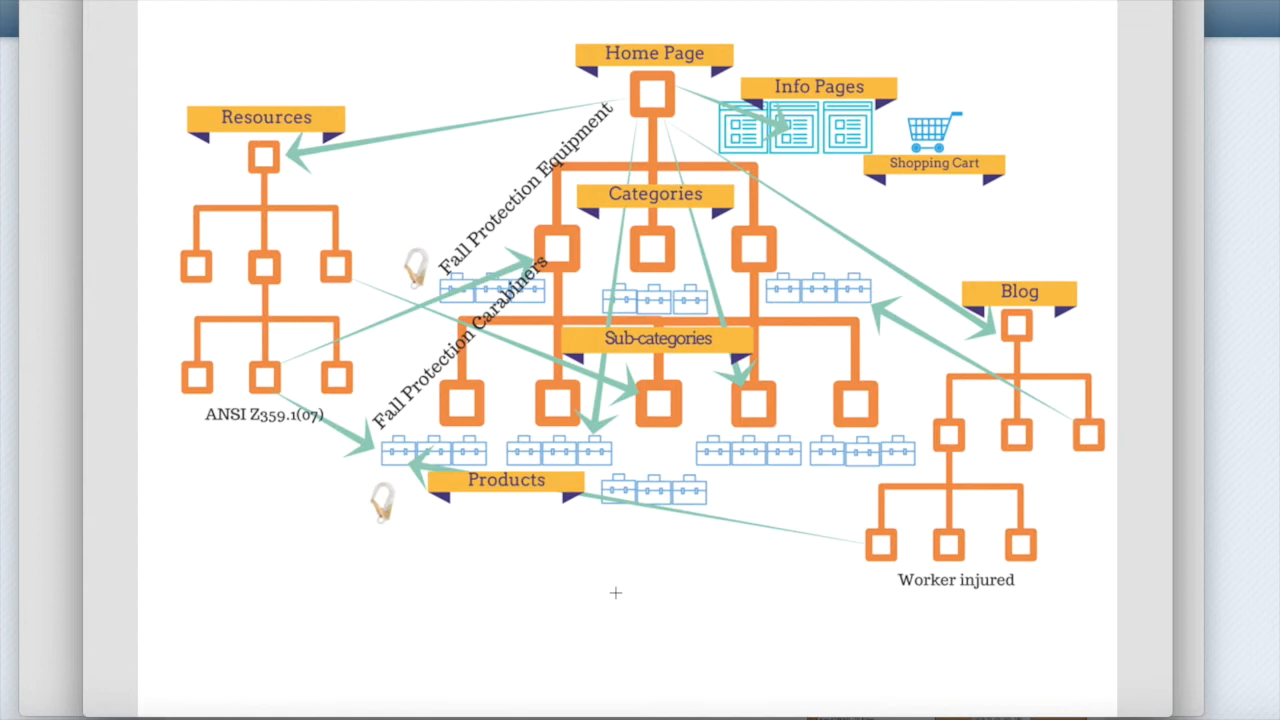 Home Page
Info Pages
Resources
Shopping Cart
Categories
Fall Protection Equipment
Blog
Sub-categories
Fall Protection Carabiners
ANSI Z359.1(07)
Products
Worker injured